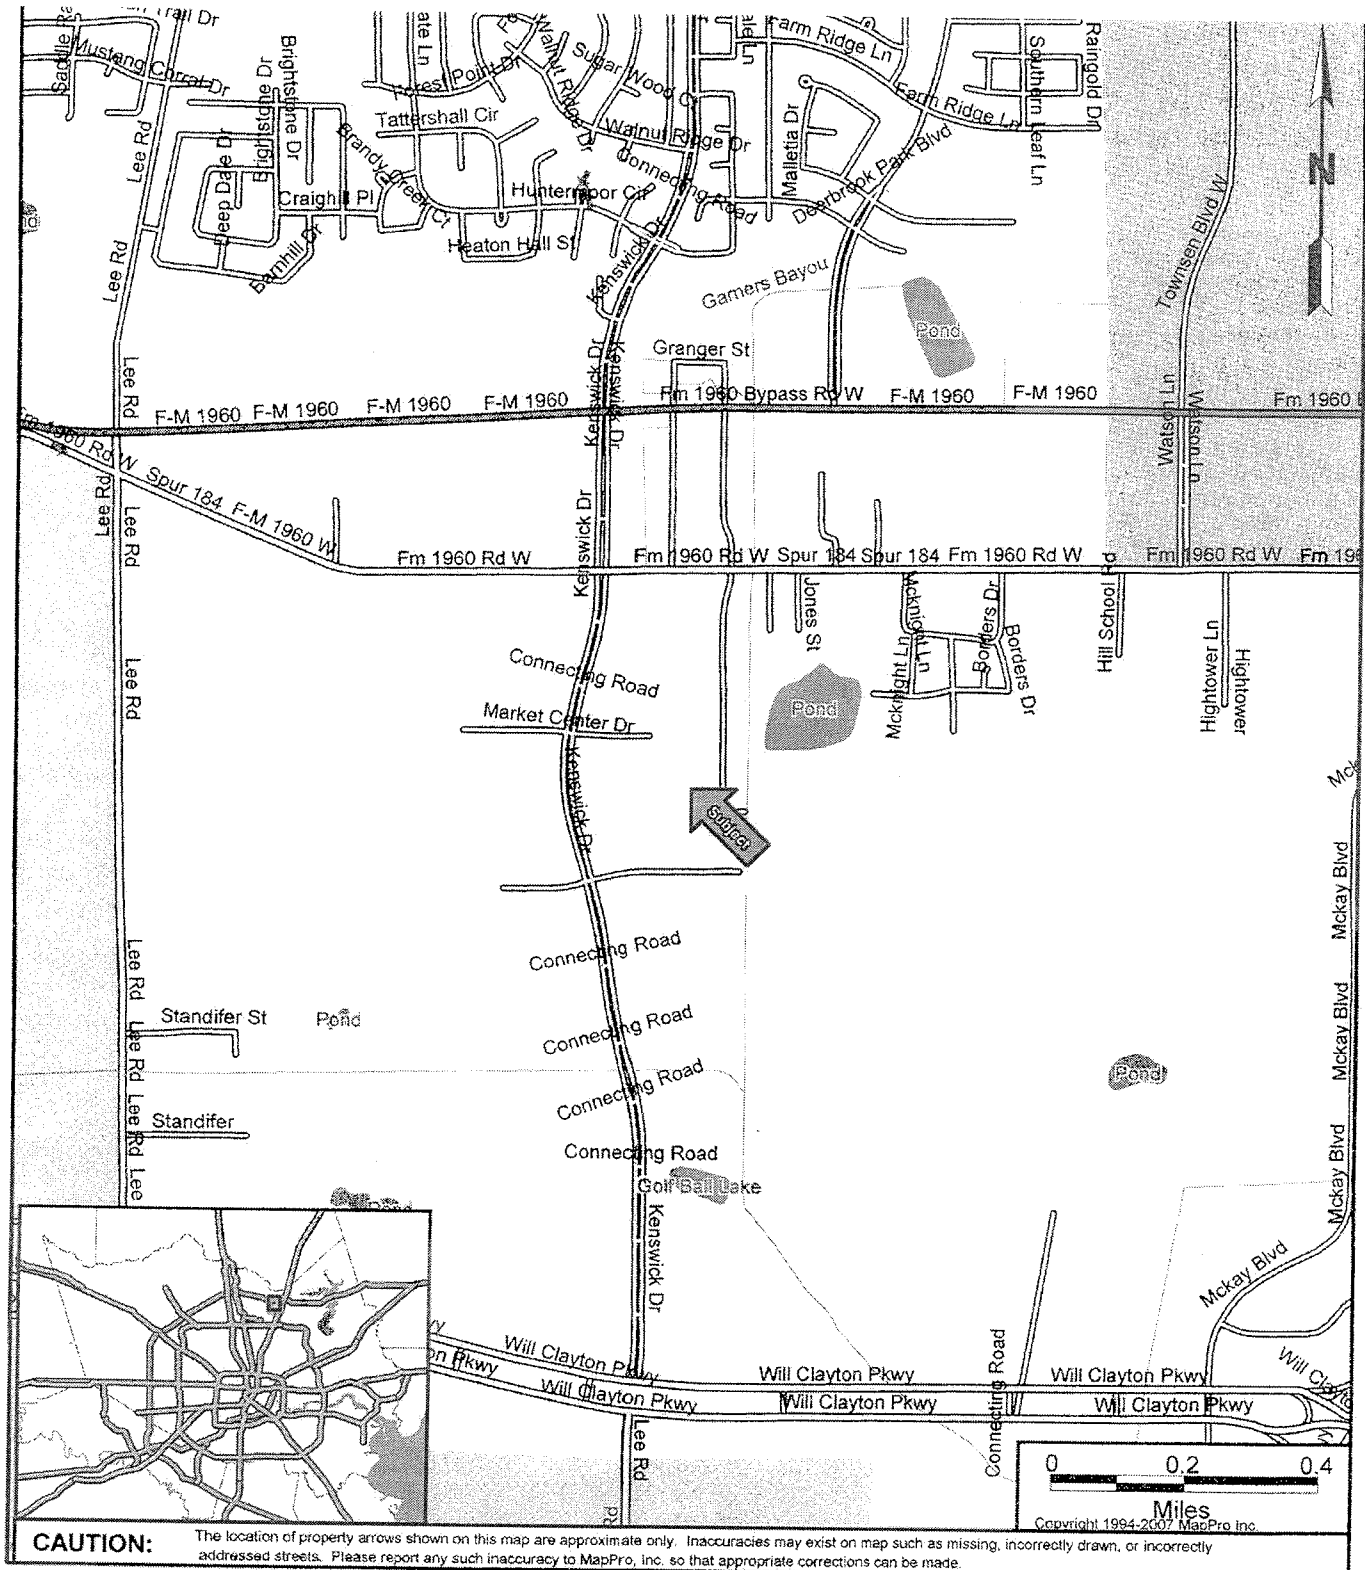 Trail Dr
Mustang Corral Dr
Brightstone Dr
Brightstone Dr
Forest Point Dr
Walnut Ridge Dr
Sugar Wood Ct
Farm Ridge Ln
Southern Leaf Ln
Raingold Dr
Farm Ridge Ln
Lee Rd
Deep Dale Dr
Brandy Creek Ct
Tattershall Cir
Walnut Ridge Dr
Connecting Road
Malletia Dr
Deerbrook Park Blvd
N
Craighill Pl
Barnhill Dr
Heaton Hall St
Kenswick Dr
Townsen Blvd W
Lee Rd
Garners Bayou
Pond
Granger St
Kenswick Dr
Kenswick Dr
Lee Rd
F-M 1960
F-M 1960
F-M 1960
F-M 1960
Fm 1960 Bypass Rd W
F-M 1960
F-M 1960
Fm 1960
Watson Ln
Watson Ln
Fm 1960 Rd W
Spur 184
F-M 1960 W
Lee Rd
Lee Rd
Kenswick Dr
Fm 1960 Rd W
Fm 1960 Rd W
Spur 184
Spur 184
Fm 1960 Rd W
Fm 1960 Rd W
Jones St
Mcknight Ln
Mcknight Ln
Borders Dr
Borders Dr
Hill School Rd
Hightower Ln
Hightower
Lee Rd
Connecting Road
Market Center Dr
Pond
Kenswick Dr
Subject
Mckay Blvd
Connecting Road
Lee Rd
Standifer St
Pond
Connecting Road
Mckay Blvd
Lee Rd
Connecting Road
Pond
Lee Rd
Standifer
Connecting Road
Mckay Blvd
Lee
Golf Ball Lake
Kenswick Dr
Mckay Blvd
Will Clayton Pkwy
Will Clayton Pkwy
Will Clayton Pkwy
on Pkwy
Will Clayton Pkwy
Will Clayton Pkwy
Will Clayton Pkwy
Connecting Road
Lee Rd
Rd
0 0.2 0.4
Miles
Copyright 1994-2007 MapPro Inc.
CAUTION: The location of property arrows shown on this map are approximate only. Inaccuracies may exist on map such as missing, incorrectly drawn, or incorrectly
addressed streets. Please report any such inaccuracy to MapPro, Inc. so that appropriate corrections can be made.